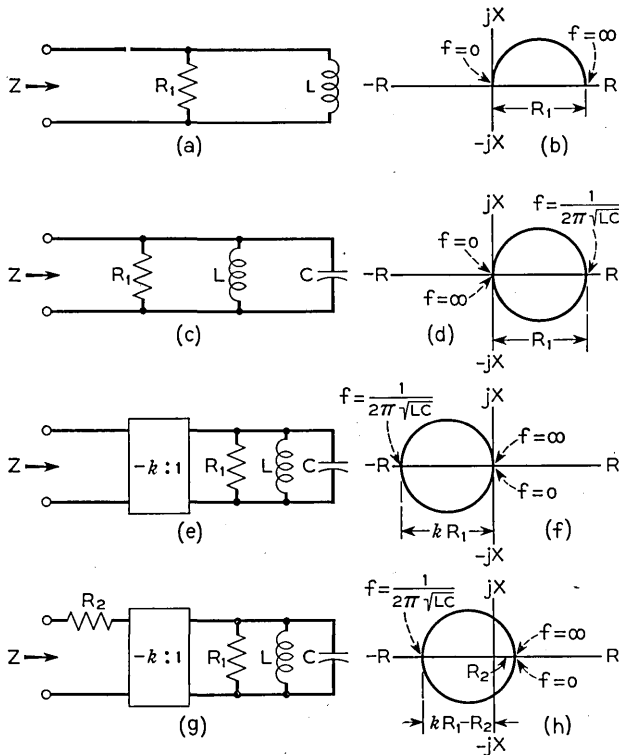 Z R₁ L
(a)
jX
f=0 f=∞
-R R
R₁
-jX
(b)
Z R₁ L C
(c)
jX
f=1/2π√LC
f=0
-R R
f=∞
R₁
(d)
-jX
Z -k:1 R₁ L C
(e)
f=1/2π√LC
jX
f=∞
-R R
f=0
kR₁
(f)
-jX
R₂
Z -k:1 R₁ L C
(g)
f=1/2π√LC
jX
f=∞
-R R
R₂
f=0
kR₁-R₂
(h)
-jX